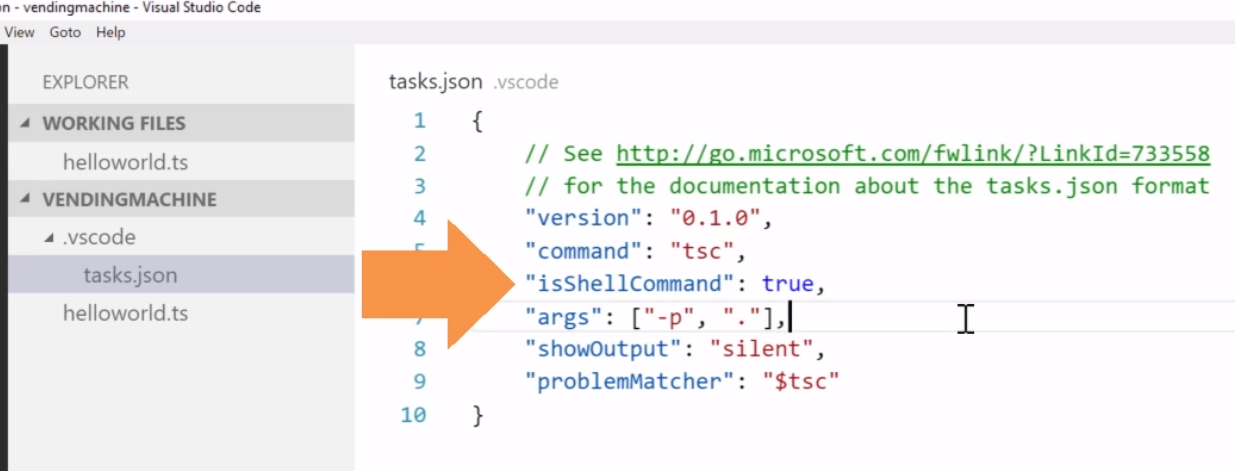 on - vendingmachine - Visual Studio Code
View Goto Help
EXPLORER
WORKING FILES
helloworld.ts
VENDINGMACHINE
.vscode
tasks.json
helloworld.ts
tasks.json .vscode
1 {
2 // See http://go.microsoft.com/fwlink/?LinkId=733558
3 // for the documentation about the tasks.json format
4 "version": "0.1.0",
5 "command": "tsc",
"isShellCommand": true,
7 "args": ["-p", "."],
8 "showOutput": "silent",
9 "problemMatcher": "$tsc"
10 }